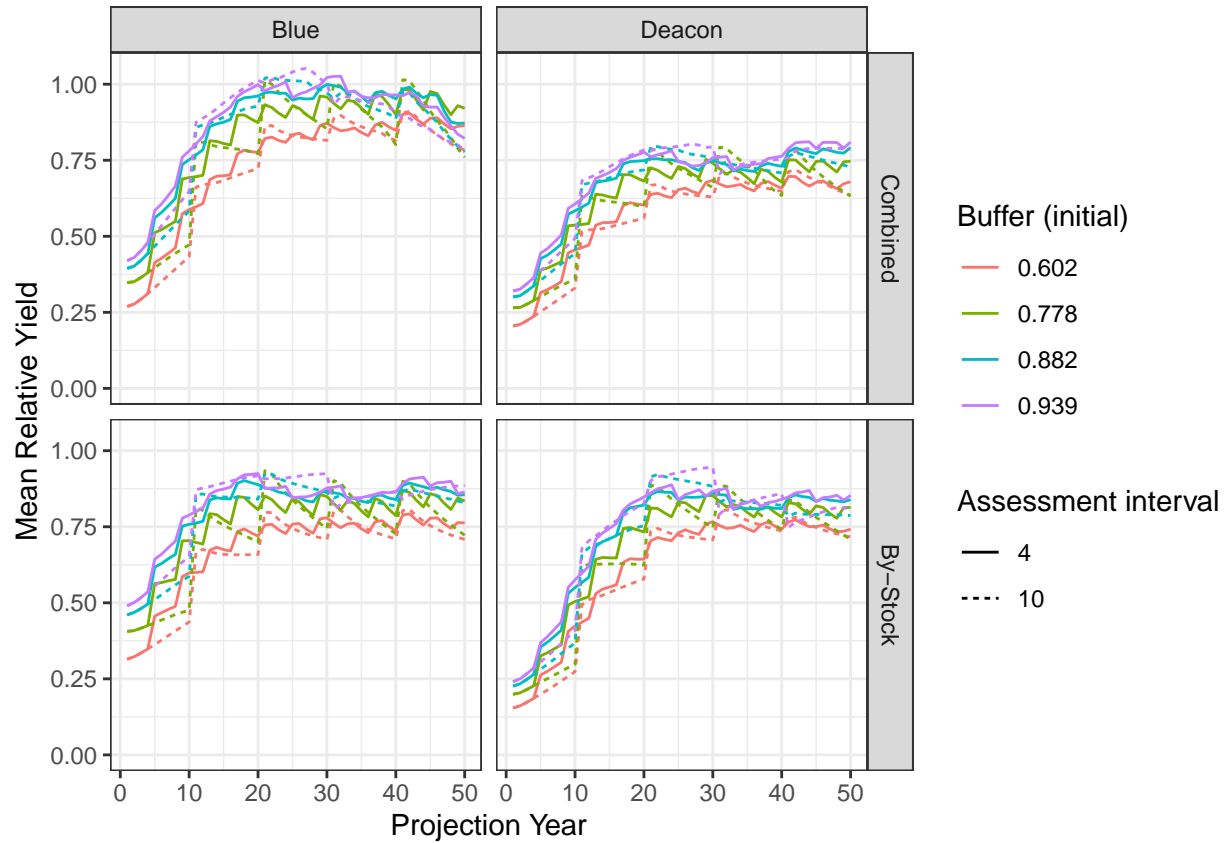 Blue
Deacon
1.00
0.75
0.50
0.25
0.00
Combined
1.00
0.75
0.50
0.25
0.00
By−Stock
0 10 20 30 40 50
0 10 20 30 40 50
Projection Year
Mean Relative Yield
Buffer (initial)
0.602
0.778
0.882
0.939
Assessment interval
4
10